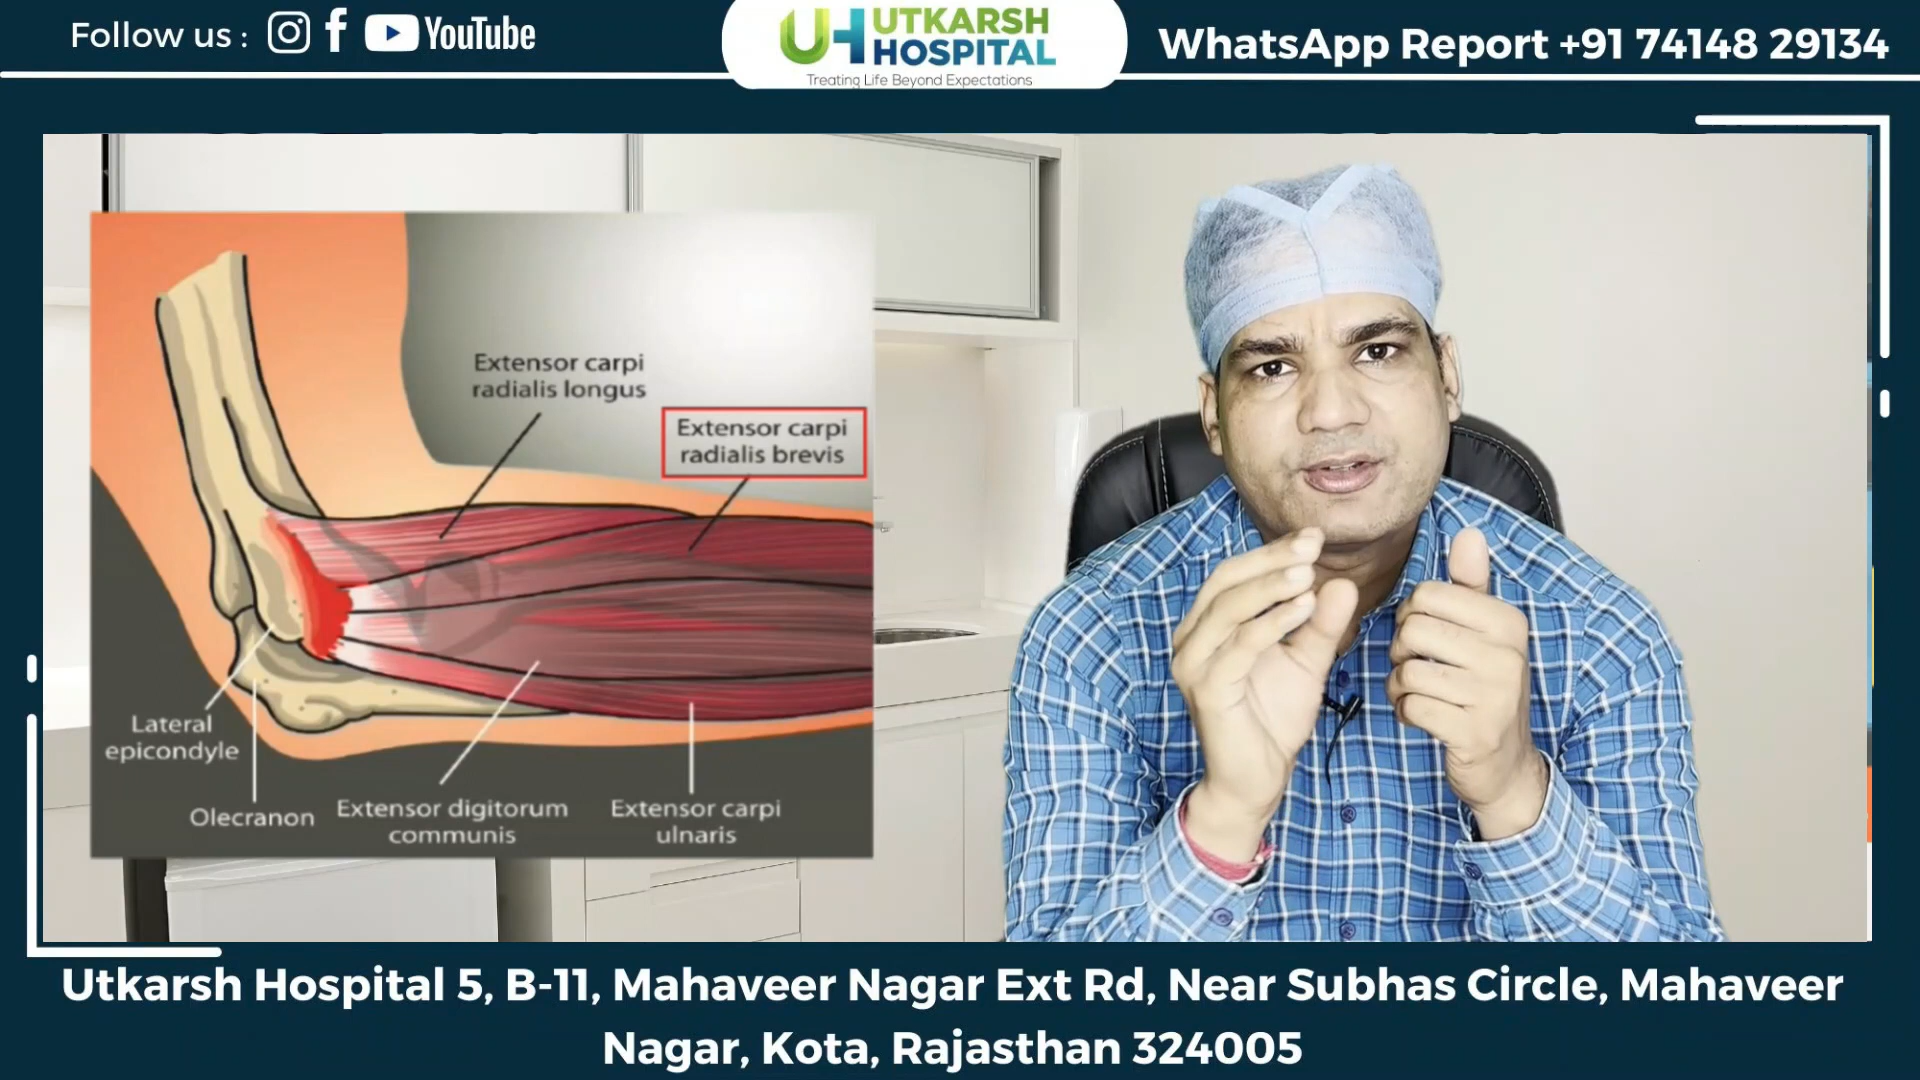 Follow us :
YouTube
UTKARSH
HOSPITAL
Treating Life Beyond Expectations
WhatsApp Report +91 74148 29134
Extensor carpi
radialis longus
Extensor carpi
radialis brevis
Lateral
epicondyle
Olecranon
Extensor digitorum
communis
Extensor carpi
ulnaris
Utkarsh Hospital 5, B-11, Mahaveer Nagar Ext Rd, Near Subhas Circle, Mahaveer
Nagar, Kota, Rajasthan 324005